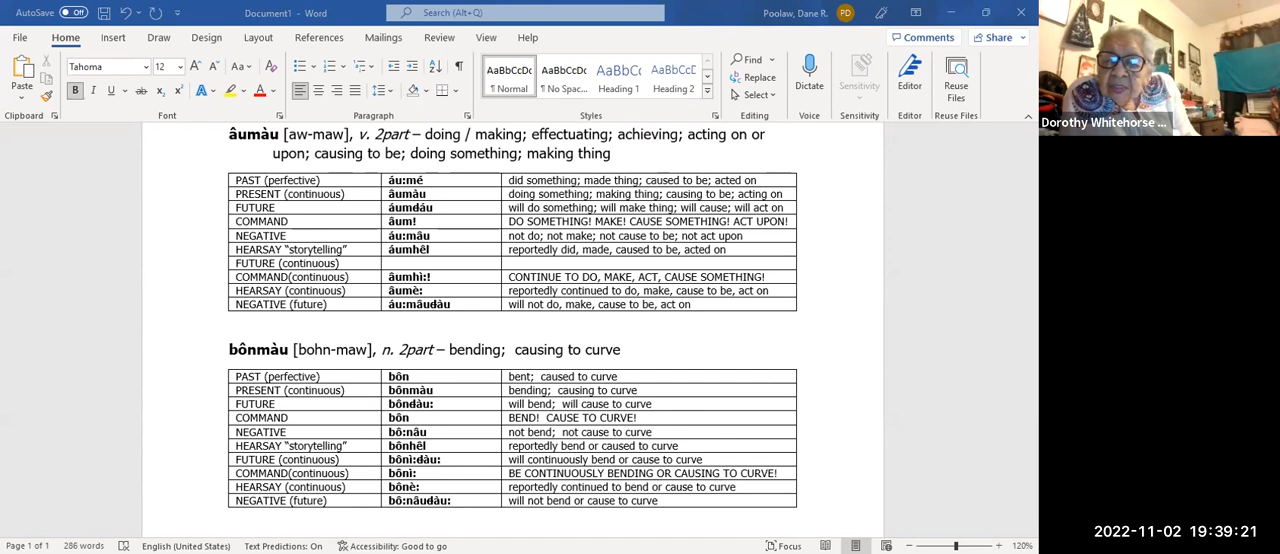 AutoSave Off Document1 - Word Search (Alt+Q) Poolaw, Dane R. PD
File Home Insert Draw Design Layout References Mailings Review View Help Comments Share
Tahoma 12 Aa AaBbCcDc AaBbCcDc AaBbC AaBbCcD Find
Paste B I U ab x A A ¶ Normal ¶ No Spac... Heading 1 Heading 2 Replace Dictate Sensitivity Editor Reuse Files
Select
Clipboard Font Paragraph Styles Editing Voice Sensitivity Editor Reuse Files
Dorothy Whitehorse ...
âumàu [aw-maw], v. 2part – doing / making; effectuating; achieving; acting on or
upon; causing to be; doing something; making thing
PAST (perfective) áu:mé did something; made thing; caused to be; acted on
PRESENT (continuous) âumàu doing something; making thing; causing to be; acting on
FUTURE áumđáu will do something; will make thing; will cause; will act on
COMMAND âum! DO SOMETHING! MAKE! CAUSE SOMETHING! ACT UPON!
NEGATIVE áu:mâu not do; not make; not cause to be; not act upon
HEARSAY “storytelling” áumhêl reportedly did, made, caused to be, acted on
FUTURE (continuous)
COMMAND(continuous) âumhì:! CONTINUE TO DO, MAKE, ACT, CAUSE SOMETHING!
HEARSAY (continuous) âumè: reportedly continued to do, make, cause to be, act on
NEGATIVE (future) áu:mâuđàu will not do, make, cause to be, act on
bônmàu [bohn-maw], n. 2part – bending; causing to curve
PAST (perfective) bôn bent; caused to curve
PRESENT (continuous) bônmàu bending; causing to curve
FUTURE bônđàu: will bend; will cause to curve
COMMAND bôn BEND! CAUSE TO CURVE!
NEGATIVE bô:nâu not bend; not cause to curve
HEARSAY “storytelling” bônhêl reportedly bend or caused to curve
FUTURE (continuous) bônì:đàu: will continuously bend or cause to curve
COMMAND(continuous) bônì: BE CONTINUOUSLY BENDING OR CAUSING TO CURVE!
HEARSAY (continuous) bônè: reportedly continued to bend or cause to curve
NEGATIVE (future) bô:nâuđàu: will not bend or cause to curve
2022-11-02 19:39:21
Page 1 of 1 286 words English (United States) Text Predictions: On Accessibility: Good to go Focus 120%